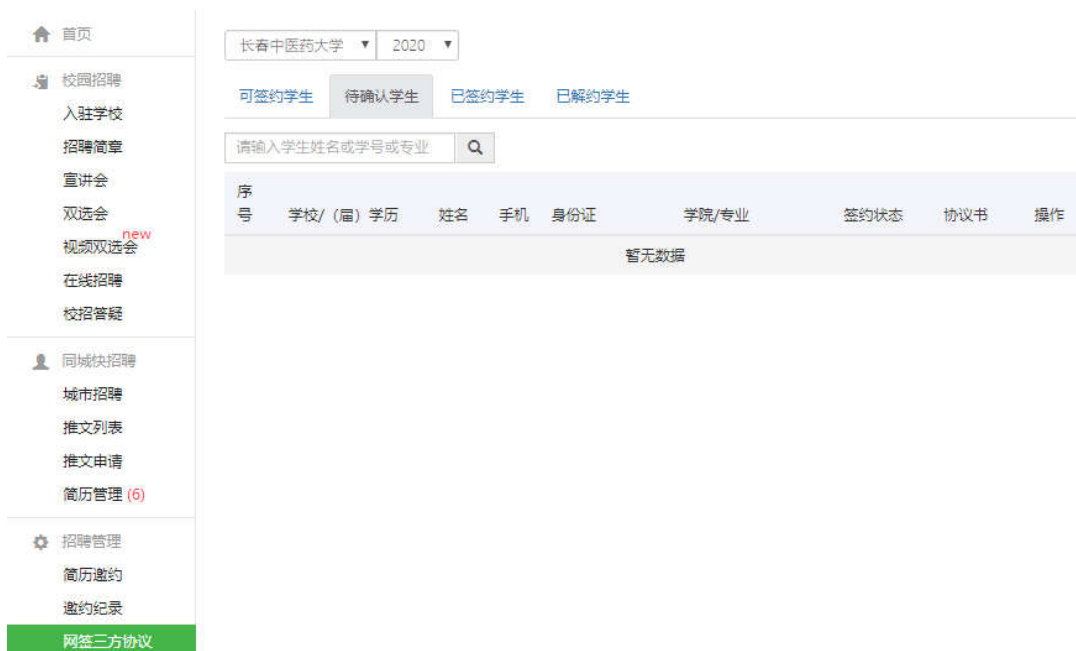 首页
校园招聘
入驻学校
招聘简章
宣讲会
双选会
视频双选会 new
在线招聘
校招答疑
同城快招聘
城市招聘
推文列表
推文申请
简历管理 (6)
招聘管理
简历邀约
邀约纪录
网签三方协议
长春中医药大学 2020
可签约学生 待确认学生 已签约学生 已解约学生
请输入学生姓名或学号或专业
序号 学校/（届）学历 姓名 手机 身份证 学院/专业 签约状态 协议书 操作
暂无数据